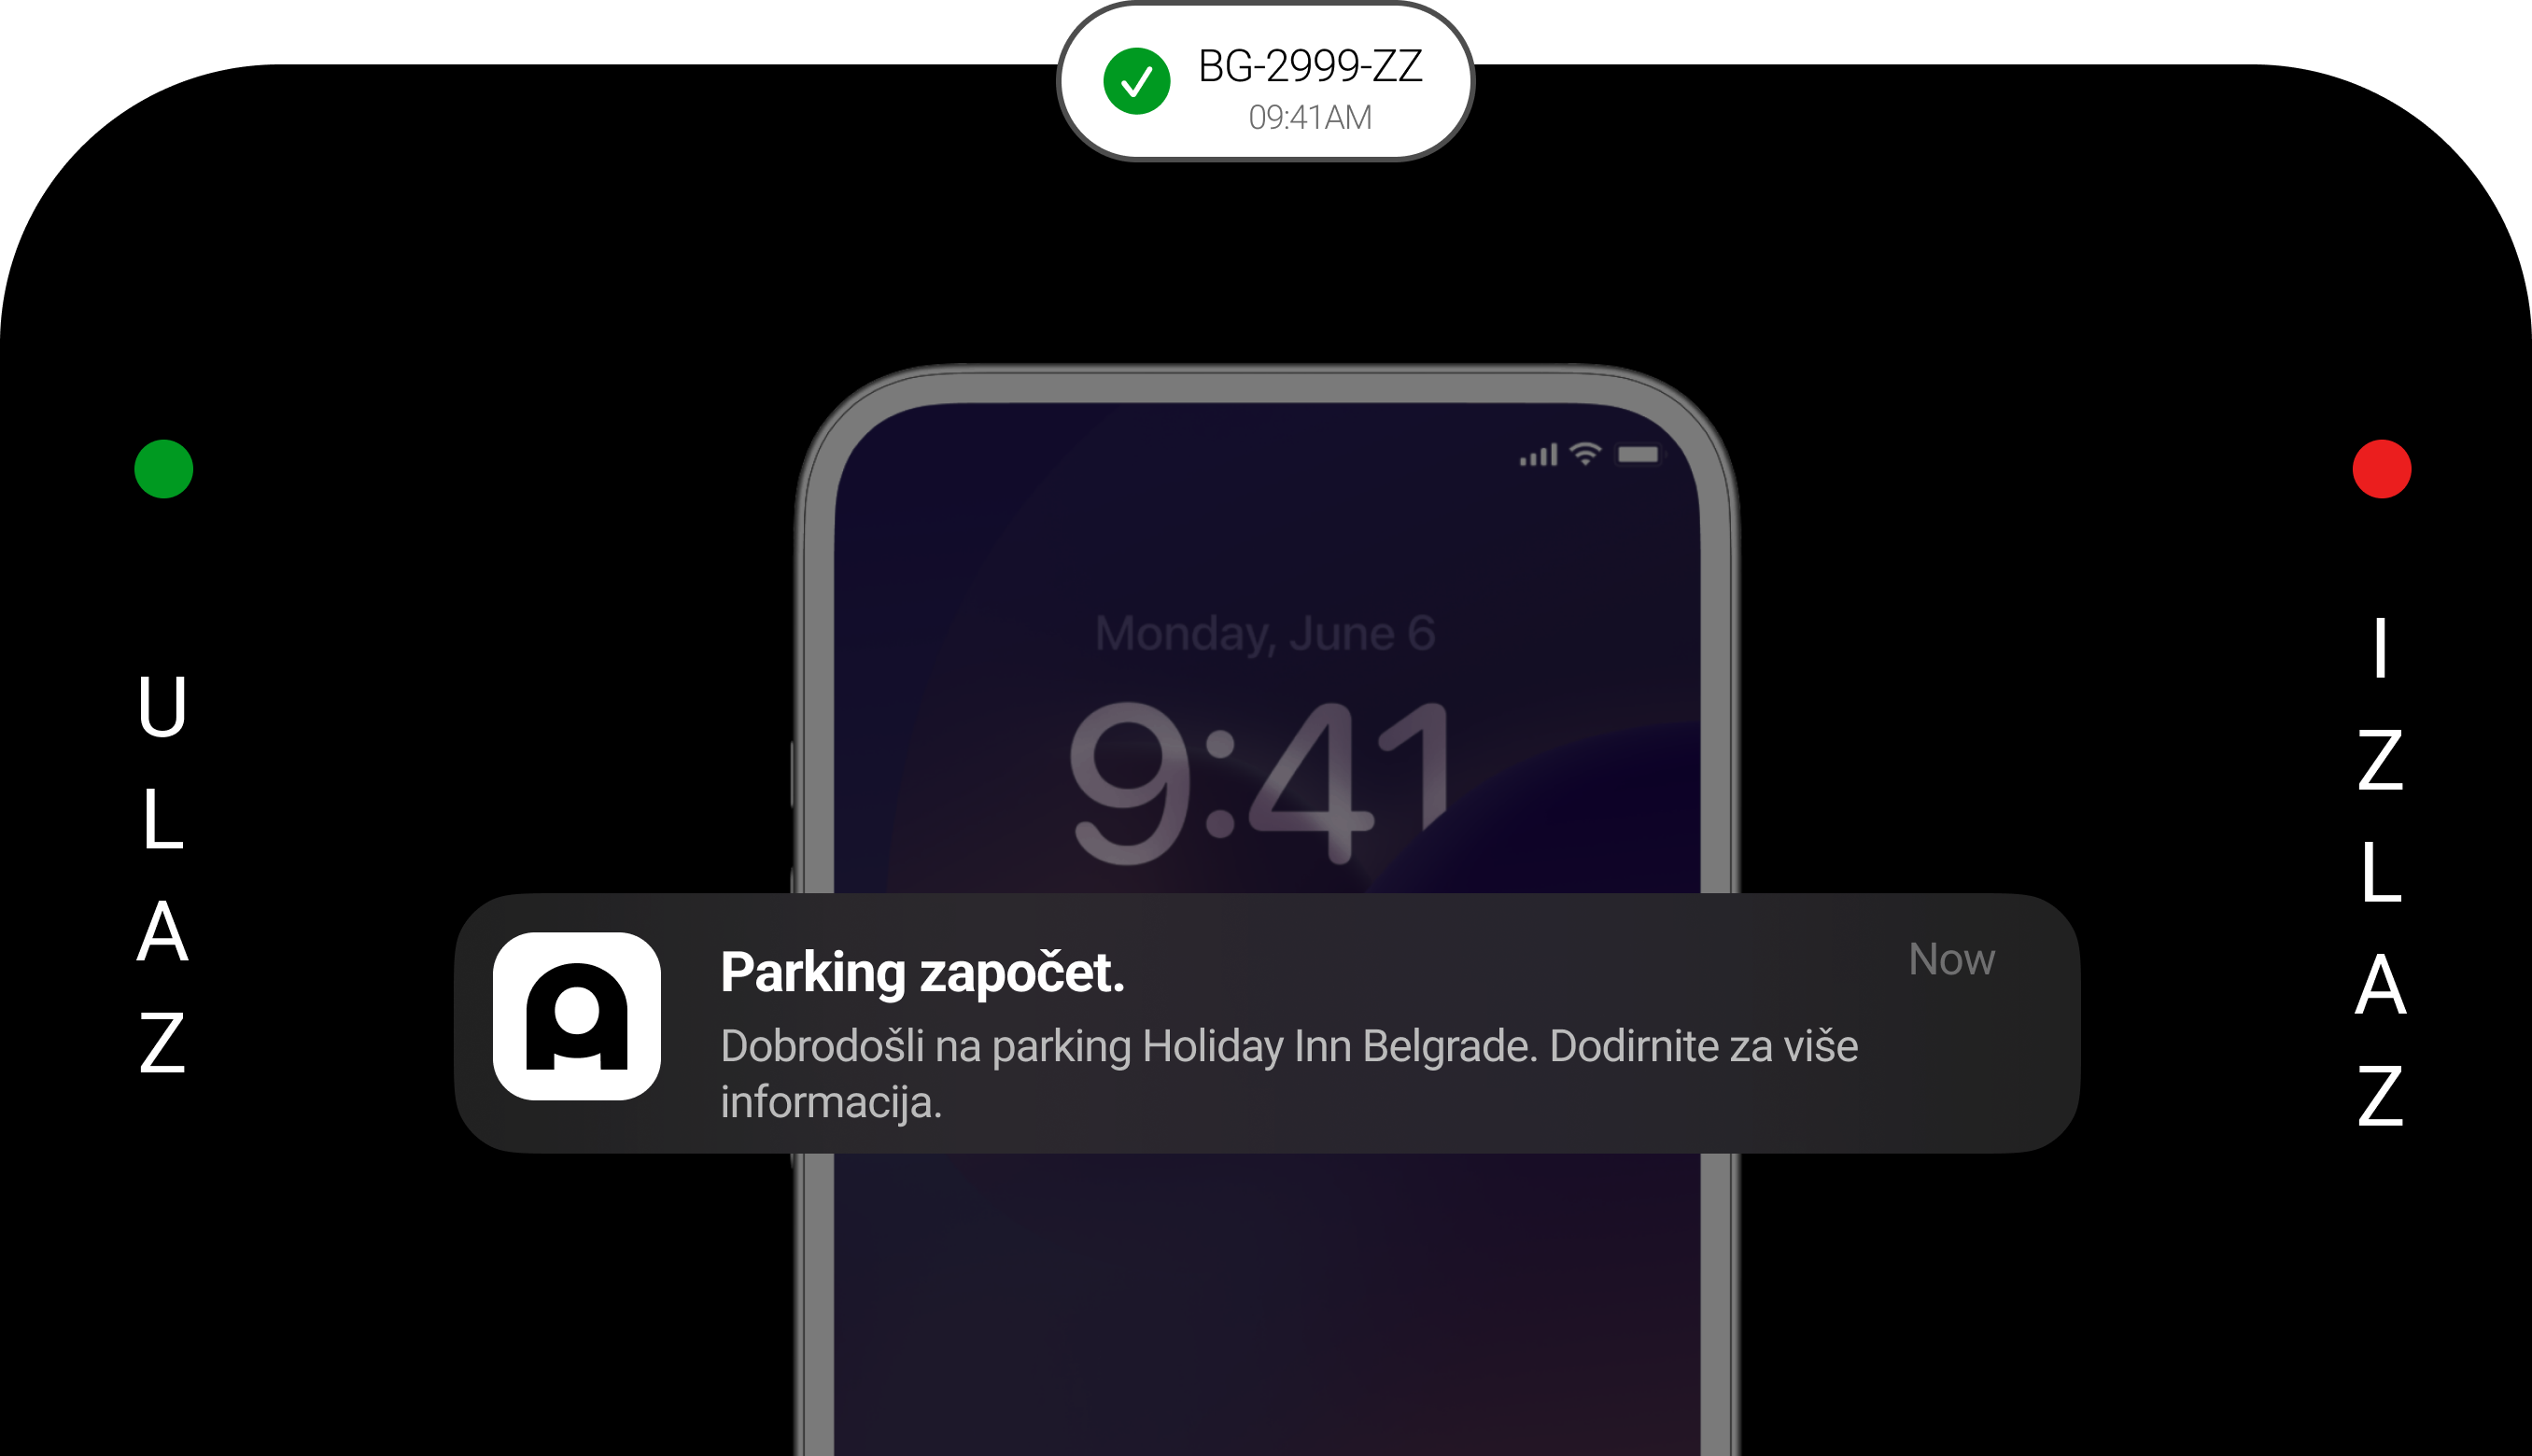 BG-2999-ZZ
09:41AM
Monday, June 6
9:41
ULAZ
IZLAZ
Parking započet.
Now
Dobrodošli na parking Holiday Inn Belgrade. Dodirnite za više
informacija.